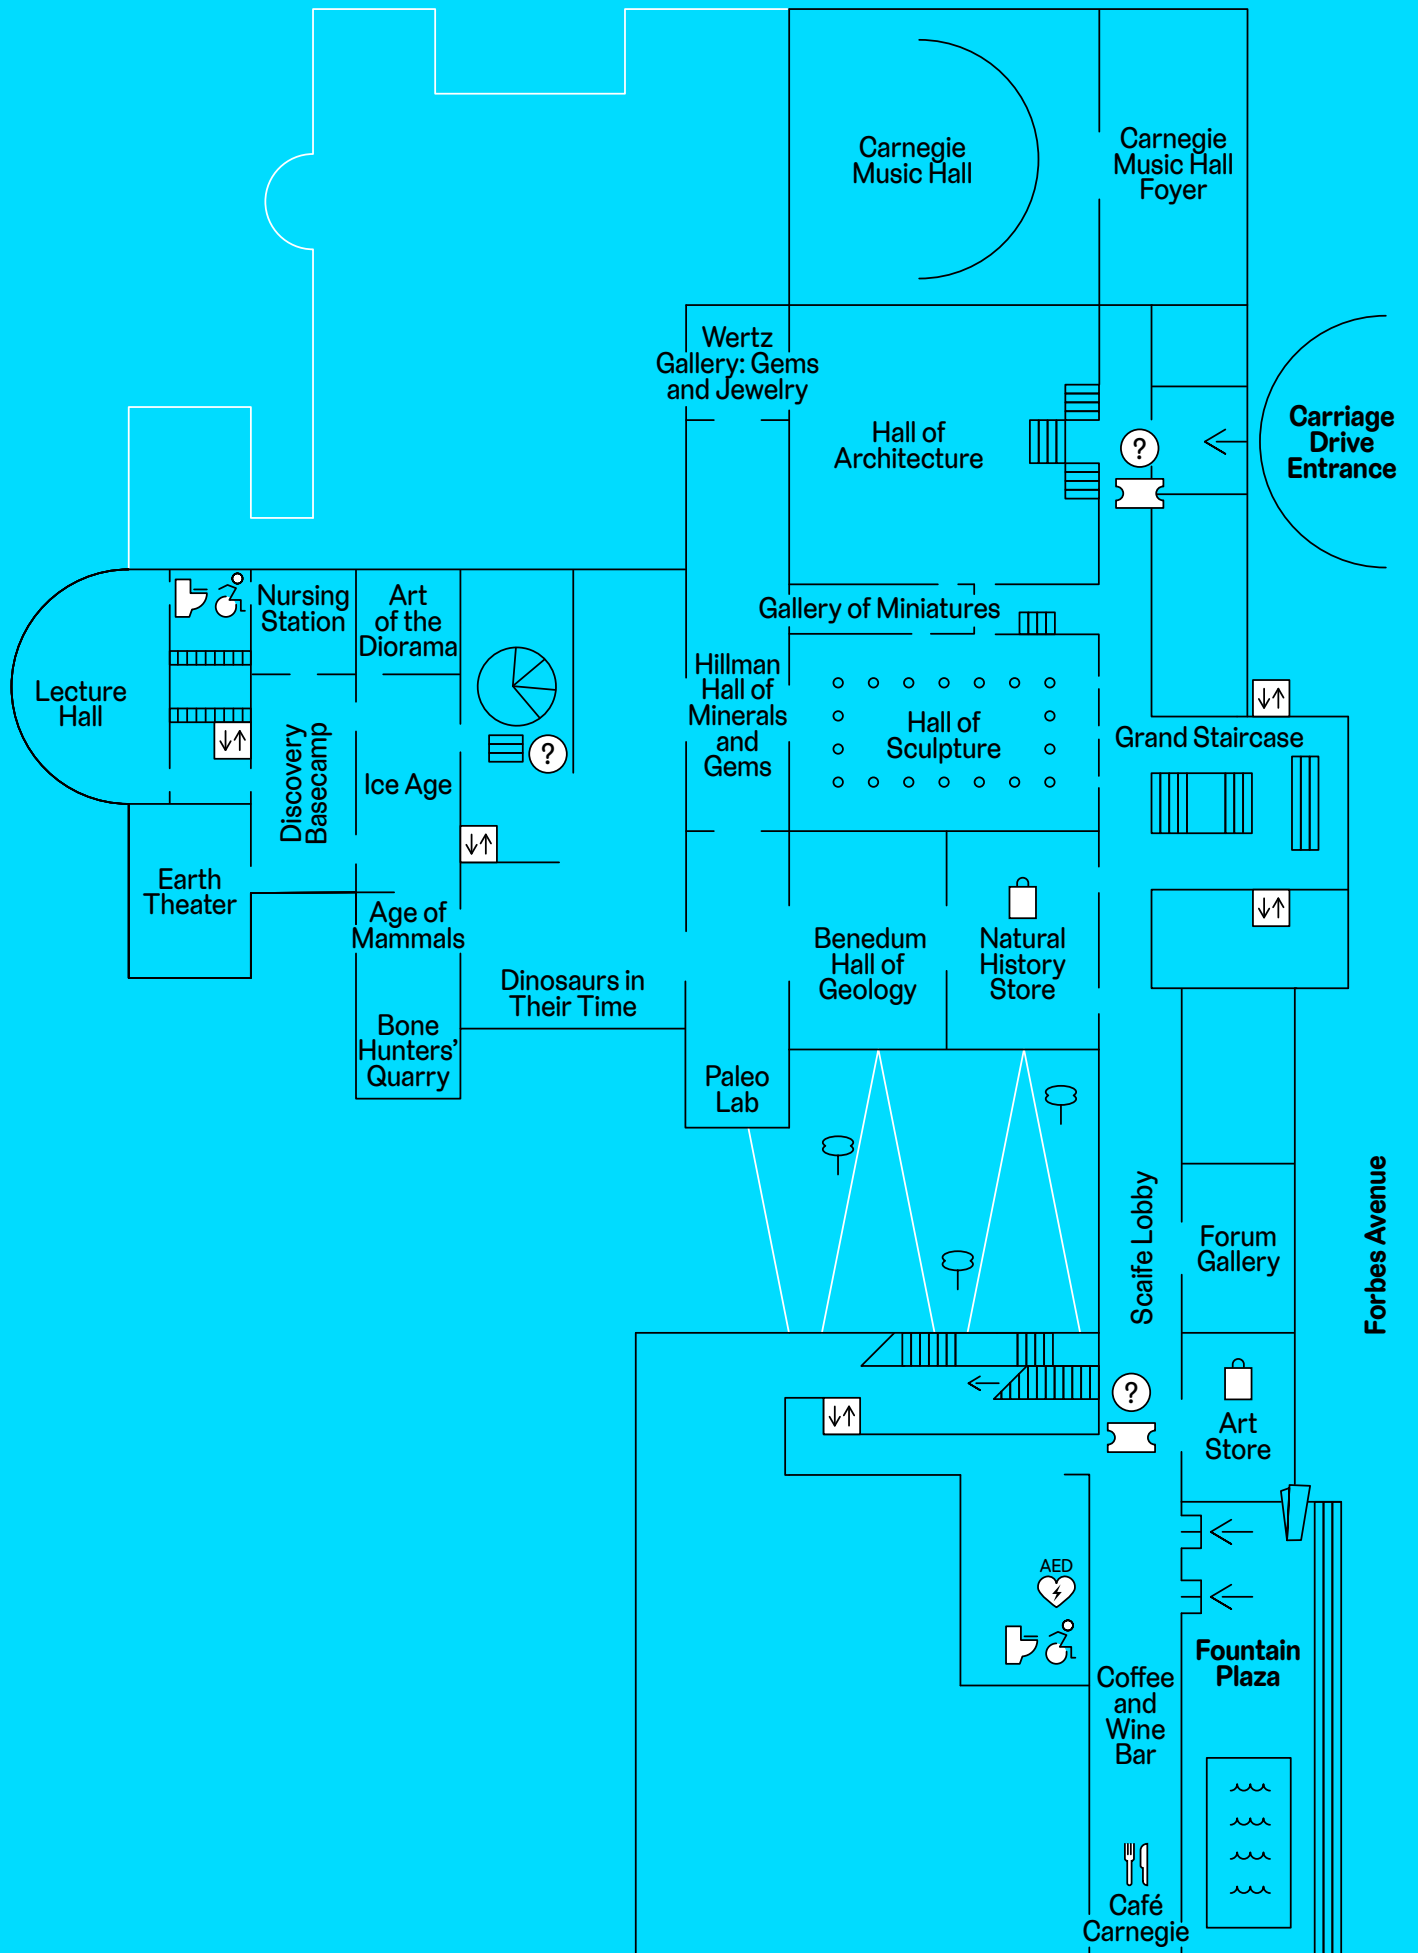 Carnegie
Music Hall
Carnegie
Music Hall
Foyer
Wertz
Gallery: Gems
and Jewelry
Hall of
Architecture
?
Carriage
Drive
Entrance
Nursing
Station
Art
of the
Diorama
Gallery of Miniatures
Lecture
Hall
Discovery
Basecamp
Ice Age
?
Hillman
Hall of
Minerals
and
Gems
Hall of
Sculpture
Grand Staircase
Earth
Theater
Age of
Mammals
Dinosaurs in
Their Time
Benedum
Hall of
Geology
Natural
History
Store
Bone
Hunters’
Quarry
Paleo
Lab
Scaife Lobby
Forum
Gallery
Forbes Avenue
?
Art
Store
AED
Fountain
Plaza
Coffee
and
Wine
Bar
Café
Carnegie